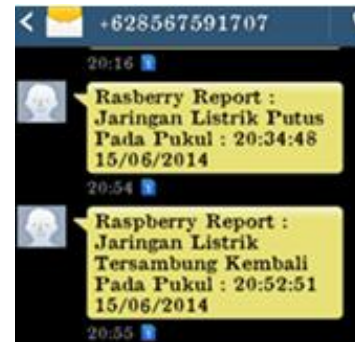 +628567591707
20:16
Rasberry Report :
Jaringan Listrik Putus
Pada Pukul : 20:34:48
15/06/2014
20:54
Raspberry Report :
Jaringan Listrik
Tersambung Kembali
Pada Pukul : 20:52:51
15/06/2014
20:55